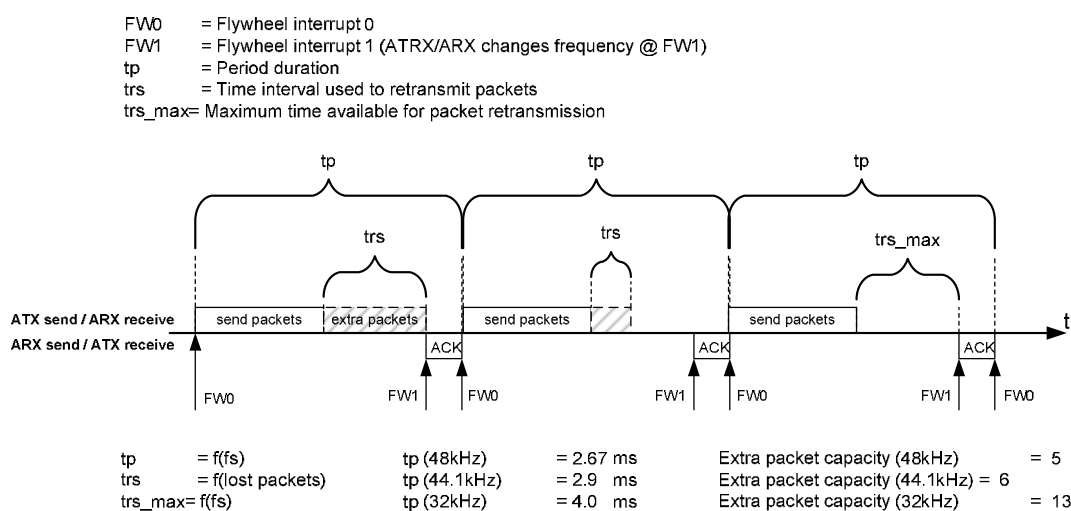 FW0 = Flywheel interrupt 0
FW1 = Flywheel interrupt 1 (ATRX/ARX changes frequency @ FW1)
tp = Period duration
trs = Time interval used to retransmit packets
trs_max= Maximum time available for packet retransmission
tp tp tp
trs trs trs_max
ATX send / ARX receive send packets extra packets send packets send packets t
ARX send / ATX receive ACK ACK ACK
FW0 FW1 FW0 FW1 FW0 FW1 FW0
tp = f(fs) tp (48kHz) = 2.67 ms Extra packet capacity (48kHz) = 5
trs = f(lost packets) tp (44.1kHz) = 2.9 ms Extra packet capacity (44.1kHz) = 6
trs_max= f(fs) tp (32kHz) = 4.0 ms Extra packet capacity (32kHz) = 13